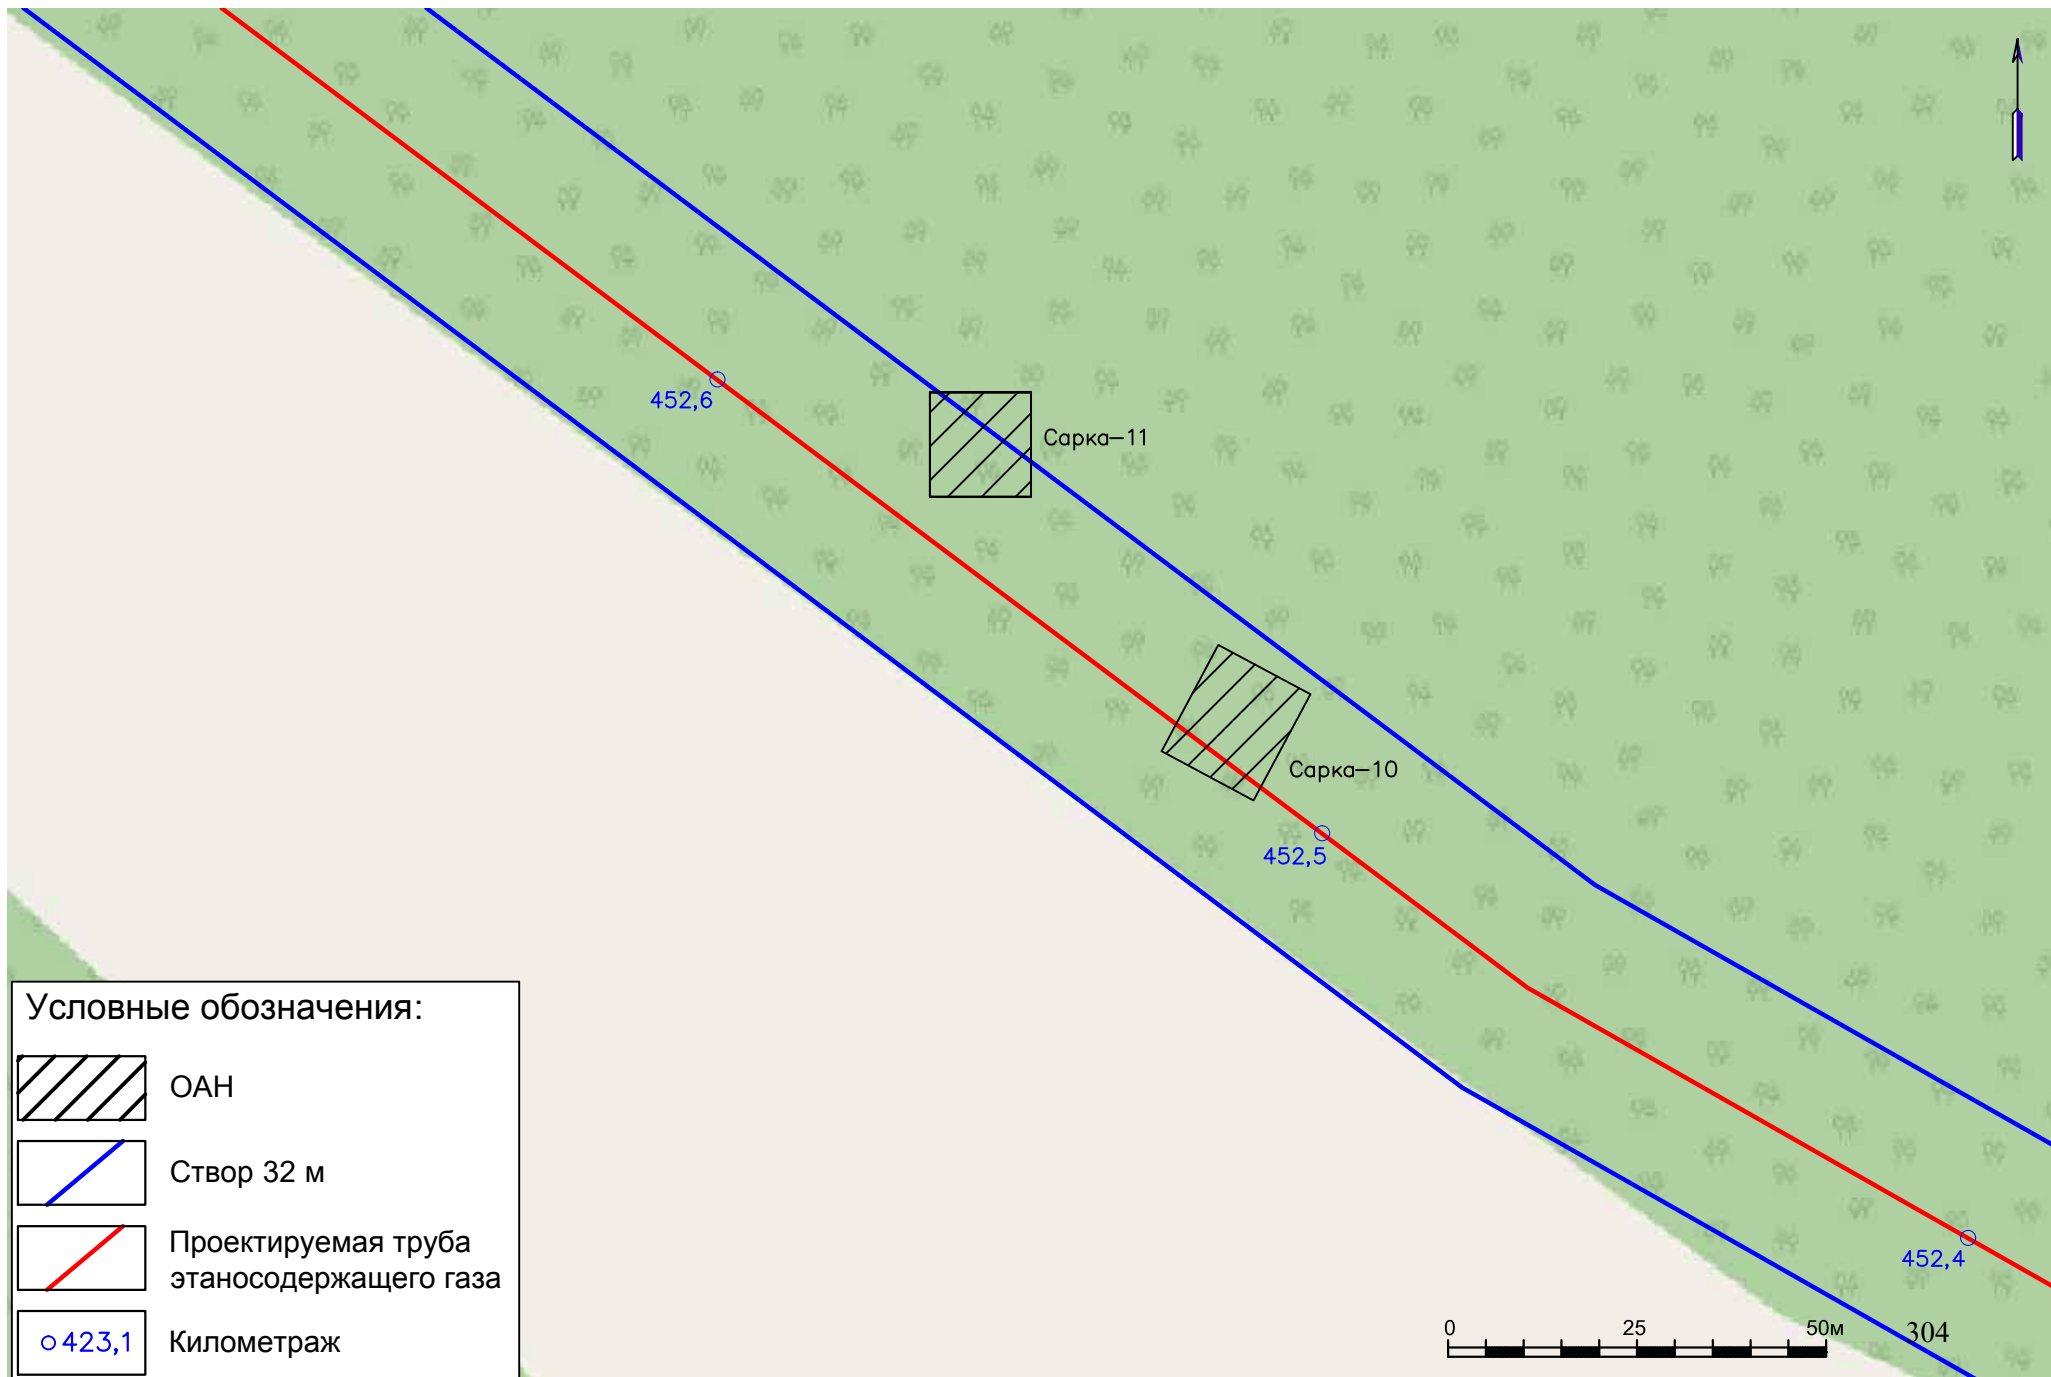 452,6
Сарка-11
Сарка-10
452,5
452,4
Условные обозначения:
ОАН
Створ 32 м
Проектируемая труба
этаносодержащего газа
423,1
Километраж
0 25 50м
304